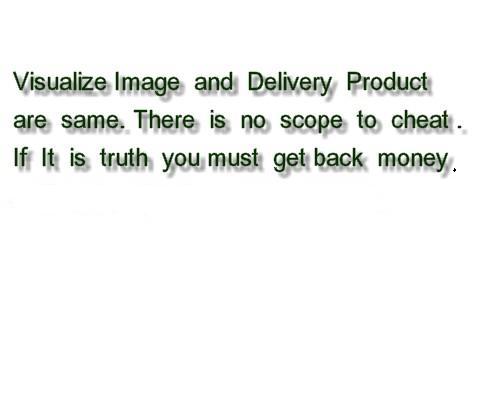 Visualize Image and Delivery Product
are same. There is no scope to cheat .
If It is truth you must get back money.